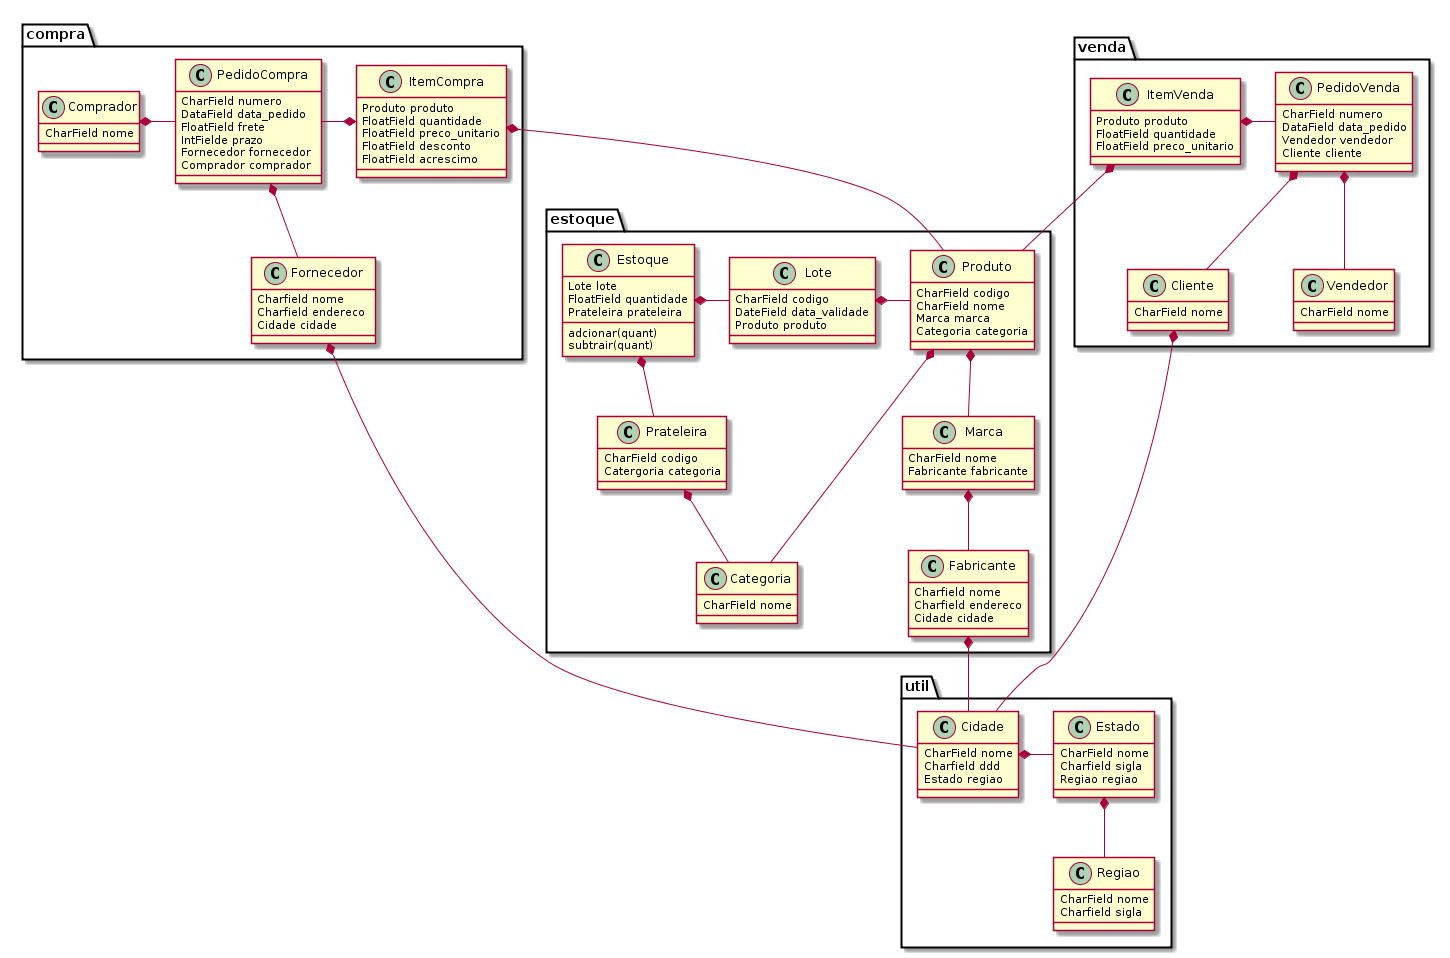 compra
C Comprador
CharField nome
C PedidoCompra
CharField numero
DataField data_pedido
FloatField frete
IntFielde prazo
Fornecedor fornecedor
Comprador comprador
C ItemCompra
Produto produto
FloatField quantidade
FloatField preco_unitario
FloatField desconto
FloatField acrescimo
C Fornecedor
Charfield nome
Charfield endereco
Cidade cidade
venda
C ItemVenda
Produto produto
FloatField quantidade
FloatField preco_unitario
C PedidoVenda
CharField numero
DataField data_pedido
Vendedor vendedor
Cliente cliente
C Cliente
CharField nome
C Vendedor
CharField nome
estoque
C Estoque
Lote lote
FloatField quantidade
Prateleira prateleira
adcionar(quant)
subtrair(quant)
C Lote
CharField codigo
DateField data_validade
Produto produto
C Produto
CharField codigo
CharField nome
Marca marca
Categoria categoria
C Prateleira
CharField codigo
Catergoria categoria
C Marca
CharField nome
Fabricante fabricante
C Categoria
CharField nome
C Fabricante
Charfield nome
Charfield endereco
Cidade cidade
util
C Cidade
CharField nome
Charfield ddd
Estado regiao
C Estado
CharField nome
Charfield sigla
Regiao regiao
C Regiao
CharField nome
Charfield sigla